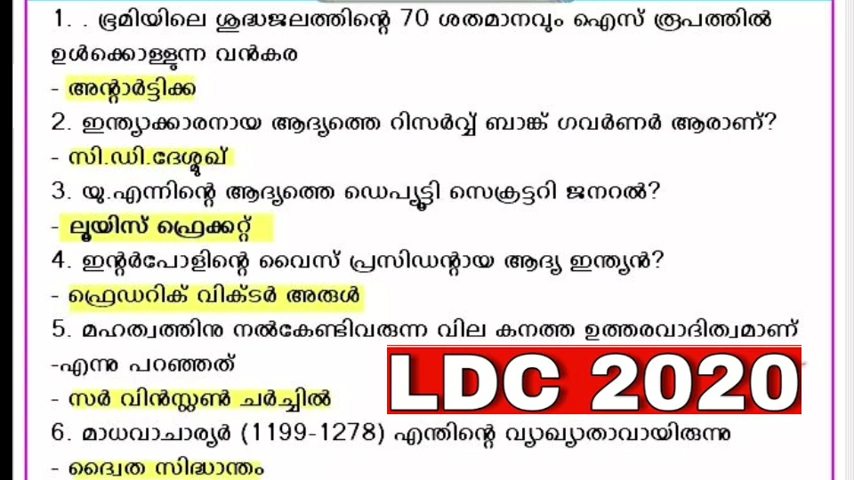 1. . ഭൂമിയിലെ ശുദ്ധജലത്തിന്റെ 70 ശതമാനവും ഐസ് രൂപത്തിൽ
ഉൾക്കൊള്ളുന്ന വൻകര
- അന്റാർട്ടിക്ക
2. ഇന്ത്യാക്കാരനായ ആദ്യത്തെ റിസർവ്വ് ബാങ്ക് ഗവർണർ ആരാണ്?
- സി.ഡി.ദേശ്മുഖ്
3. യു.എന്നിന്റെ ആദ്യത്തെ ഡെപ്യൂട്ടി സെക്രട്ടറി ജനറൽ?
- ലൂയിസ് ഫ്രെക്കറ്റ്
4. ഇന്റർപോളിന്റെ വൈസ് പ്രസിഡന്റായ ആദ്യ ഇന്ത്യൻ?
- ഫ്രെഡറിക് വിക്ടർ അരുൾ
5. മഹത്വത്തിനു നൽകേണ്ടിവരുന്ന വില കനത്ത ഉത്തരവാദിത്വമാണ്
-എന്നു പറഞ്ഞത്
- സർ വിൻസ്റ്റൺ ചർച്ചിൽ
LDC 2020
6. മാധവാചാര്യർ (1199-1278) എന്തിന്റെ വ്യാഖ്യാതാവായിരുന്നു
- ദ്വൈത സിദ്ധാന്തം